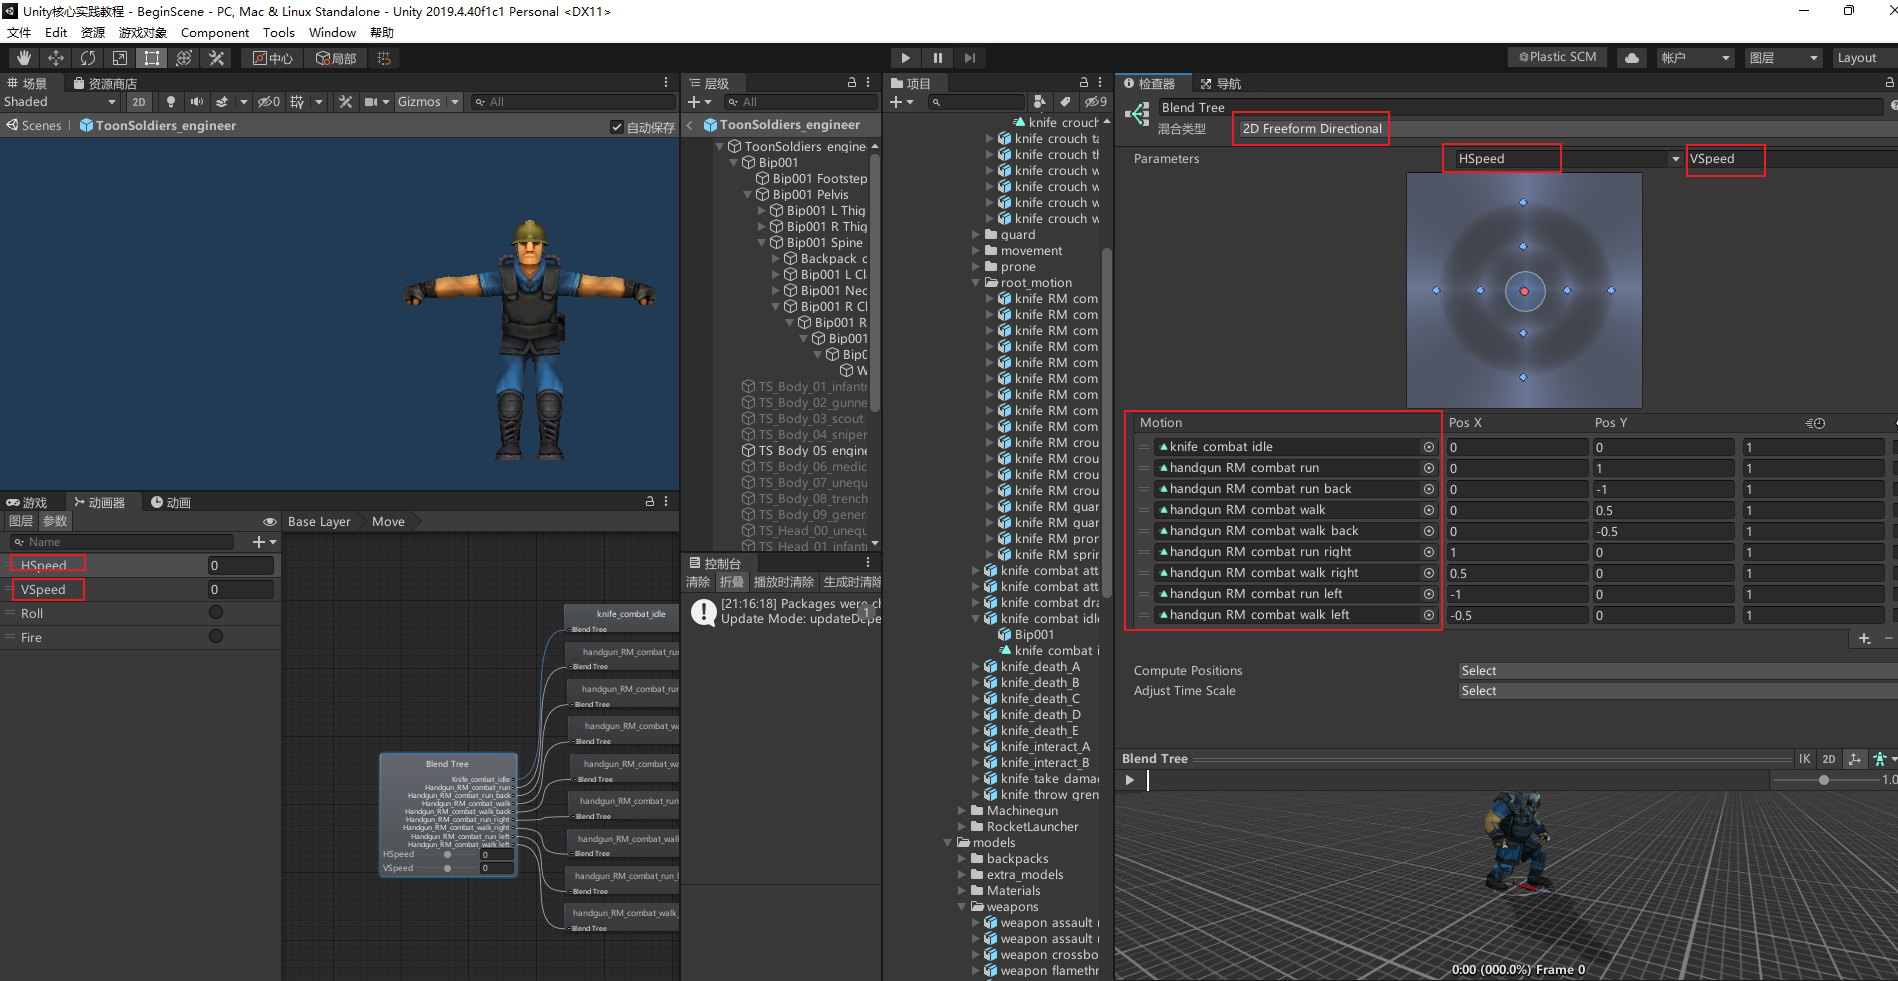 Unity核心实践教程 - BeginScene - PC, Mac & Linux Standalone - Unity 2019.4.40f1c1 Personal <DX11>
文件 Edit 资源 游戏对象 Component Tools Window 帮助
中心 局部 Plastic SCM 帐户 图层 Layout
场景 资源商店
Shaded 2D 0 Gizmos All
Scenes ToonSoldiers_engineer 自动保存
游戏 动画器 动画
图层 参数 Base Layer Move
Name
HSpeed 0
VSpeed 0
Roll
Fire
Blend Tree
Knife_combat_idle
Handgun_RM_combat_run
Handgun_RM_combat_run_back
Handgun_RM_combat_walk
Handgun_RM_combat_walk_back
Handgun_RM_combat_run_right
Handgun_RM_combat_walk_right
Handgun_RM_combat_run_left
Handgun_RM_combat_walk_left
HSpeed 0
VSpeed 0
knife_combat_idle
Blend Tree
handgun_RM_combat_ru
Blend Tree
handgun_RM_combat_rur
Blend Tree
handgun_RM_combat_wa
Blend Tree
handgun_RM_combat_wa
Blend Tree
handgun_RM_combat_run
Blend Tree
handgun_RM_combat_walk
Blend Tree
handgun_RM_combat_run_l
Blend Tree
handgun_RM_combat_walk_
Blend Tree
层级
All
ToonSoldiers_engineer
ToonSoldiers engine
Bip001
Bip001 Footstep
Bip001 Pelvis
Bip001 L Thig
Bip001 R Thig
Bip001 Spine
Backpack c
Bip001 L Cl
Bip001 Nec
Bip001 R Cl
Bip001 R
Bip001
Bip0
W
TS_Body_01_infantr
TS_Body_02_gunne
TS_Body_03_scout
TS_Body_04_sniper
TS Body 05 engine
TS_Body_06_medic
TS_Body_07_unequ
TS_Body_08_trench
TS_Body_09_genera
TS_Head_00_unequ
TS_Head_01_infantr
控制台
清除 折叠 播放时清除 生成时清除
[21:16:18] Packages were ch
Update Mode: updateDepe
1
项目
9
knife crouch
knife crouch ta
knife crouch th
knife crouch w
knife crouch w
knife crouch w
knife crouch w
guard
movement
prone
root_motion
knife RM com
knife RM com
knife RM com
knife RM com
knife RM com
knife RM com
knife RM com
knife RM com
knife RM com
knife RM crou
knife RM crou
knife RM crou
knife RM crou
knife RM guar
knife RM guar
knife RM pror
knife RM sprir
knife combat att
knife combat att
knife combat dra
knife combat idle
Bip001
knife combat i
knife_death_A
knife_death_B
knife_death_C
knife_death_D
knife_death_E
knife_interact_A
knife_interact_B
knife take damag
knife throw gren
Machinegun
RocketLauncher
models
backpacks
extra_models
Materials
weapons
weapon assault r
weapon assault r
weapon crossbo
weapon flamethr
检查器 导航
Blend Tree
混合类型 2D Freeform Directional
Parameters HSpeed VSpeed
Motion Pos X Pos Y
knife combat idle 0 0 1
handgun RM combat run 0 1 1
handgun RM combat run back 0 -1 1
handgun RM combat walk 0 0.5 1
handgun RM combat walk back 0 -0.5 1
handgun RM combat run right 1 0 1
handgun RM combat walk right 0.5 0 1
handgun RM combat run left -1 0 1
handgun RM combat walk left -0.5 0 1
Compute Positions Select
Adjust Time Scale Select
Blend Tree IK 2D
1.0
0:00 (000.0%) Frame 0